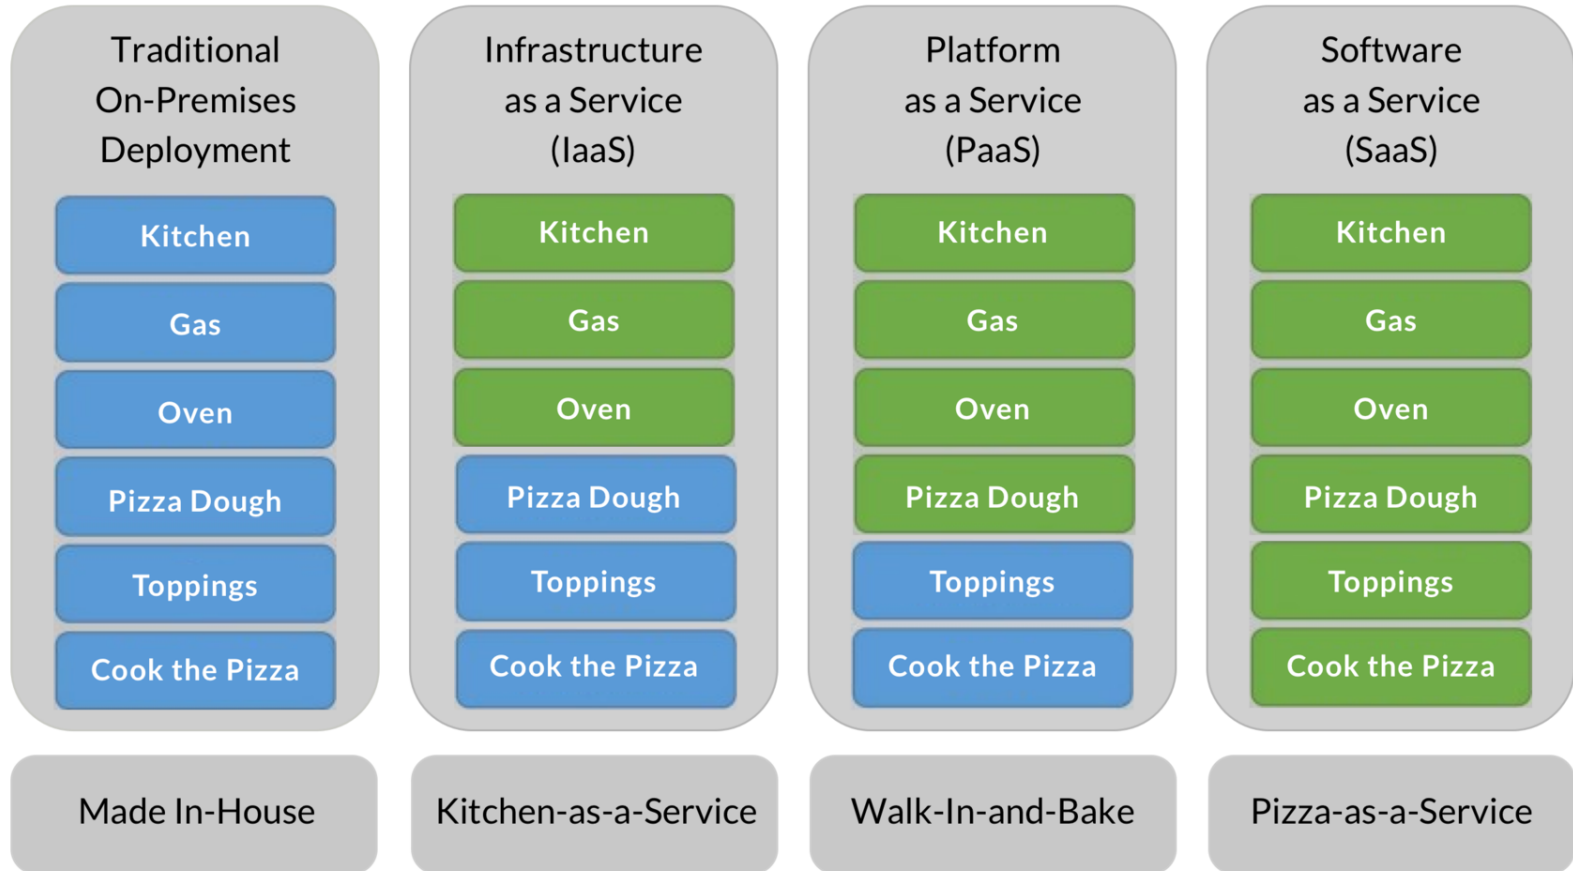 Traditional
On-Premises
Deployment
Kitchen
Gas
Oven
Pizza Dough
Toppings
Cook the Pizza
Made In-House
Infrastructure
as a Service
(IaaS)
Kitchen
Gas
Oven
Pizza Dough
Toppings
Cook the Pizza
Kitchen-as-a-Service
Platform
as a Service
(PaaS)
Kitchen
Gas
Oven
Pizza Dough
Toppings
Cook the Pizza
Walk-In-and-Bake
Software
as a Service
(SaaS)
Kitchen
Gas
Oven
Pizza Dough
Toppings
Cook the Pizza
Pizza-as-a-Service